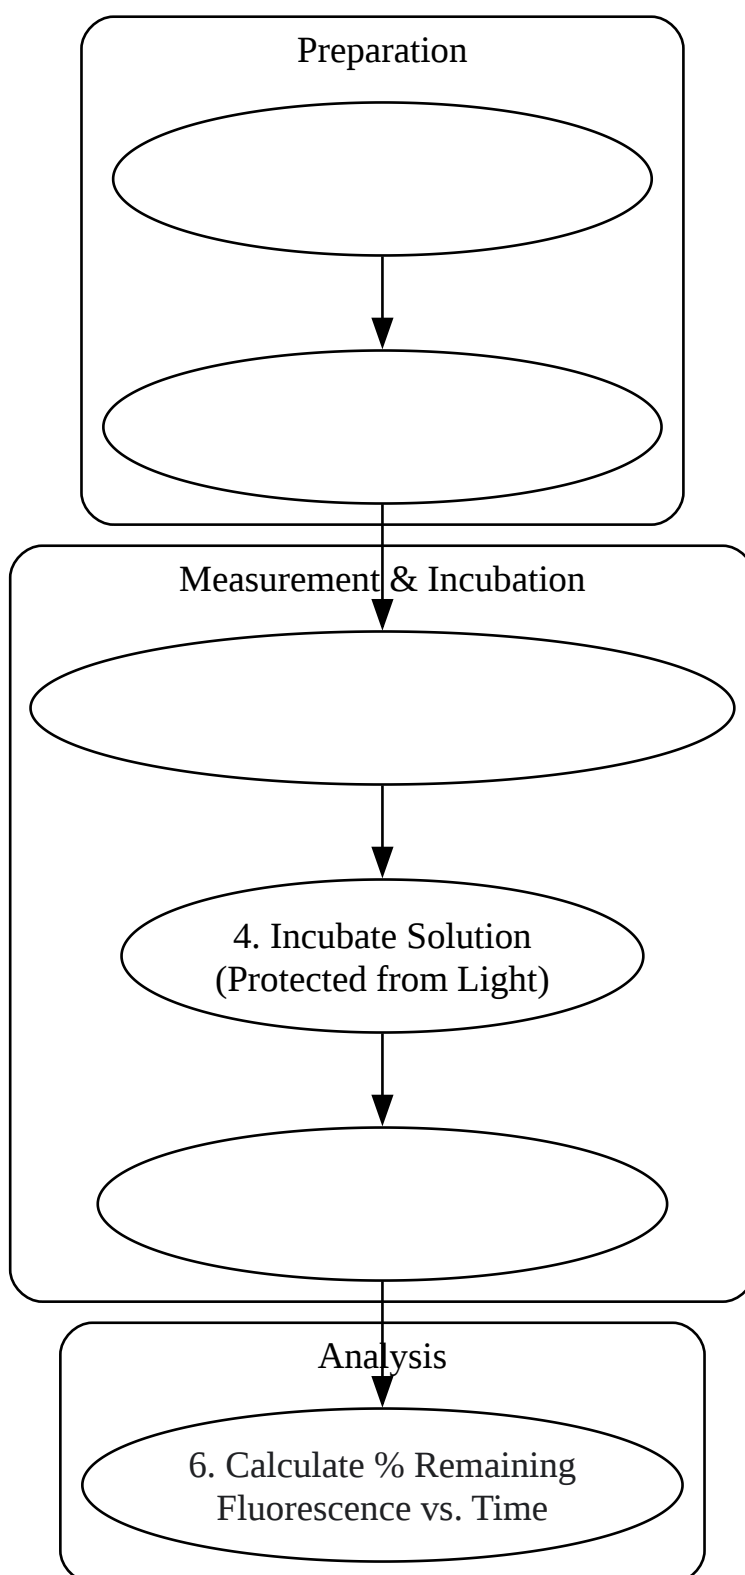 Preparation
Measurement & Incubation
4. Incubate Solution
(Protected from Light)
Analysis
6. Calculate % Remaining
Fluorescence vs. Time